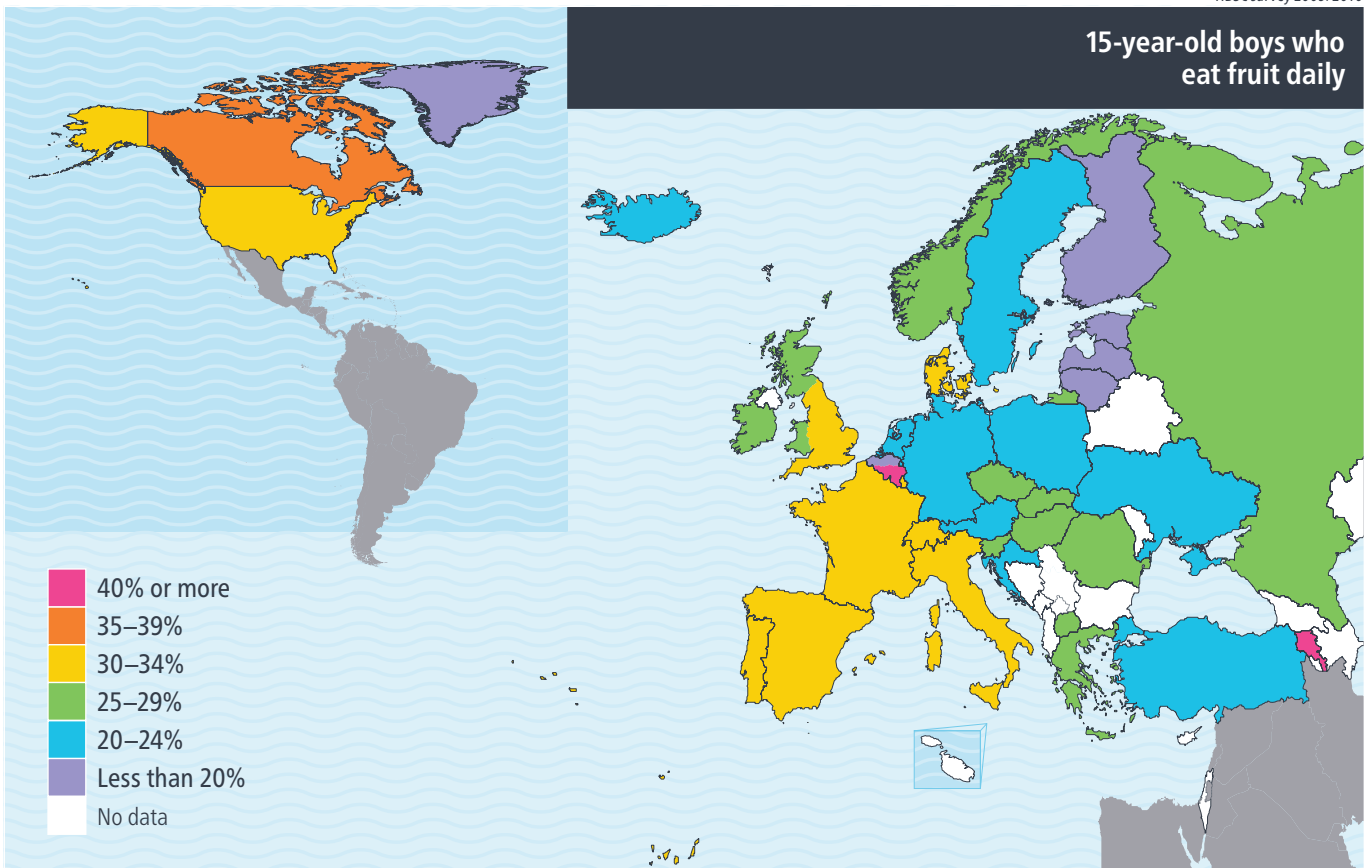 15-year-old boys who
eat fruit daily
40% or more
35–39%
30–34%
25–29%
20–24%
Less than 20%
No data